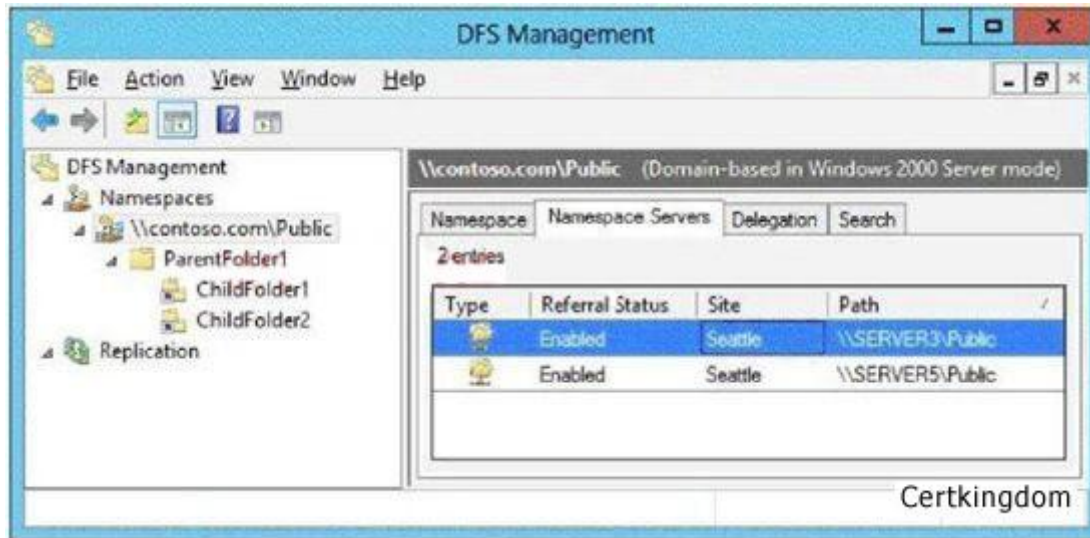 DFS Management
File Action View Window Help
DFS Management
Namespaces
\\contoso.com\Public
ParentFolder1
ChildFolder1
ChildFolder2
Replication
\\contoso.com\Public (Domain-based in Windows 2000 Server mode)
Namespace Namespace Servers Delegation Search
2 entries
Type Referral Status Site Path
Enabled Seattle \\SERVER3\Public
Enabled Seattle \\SERVER5\Public
Certkingdom